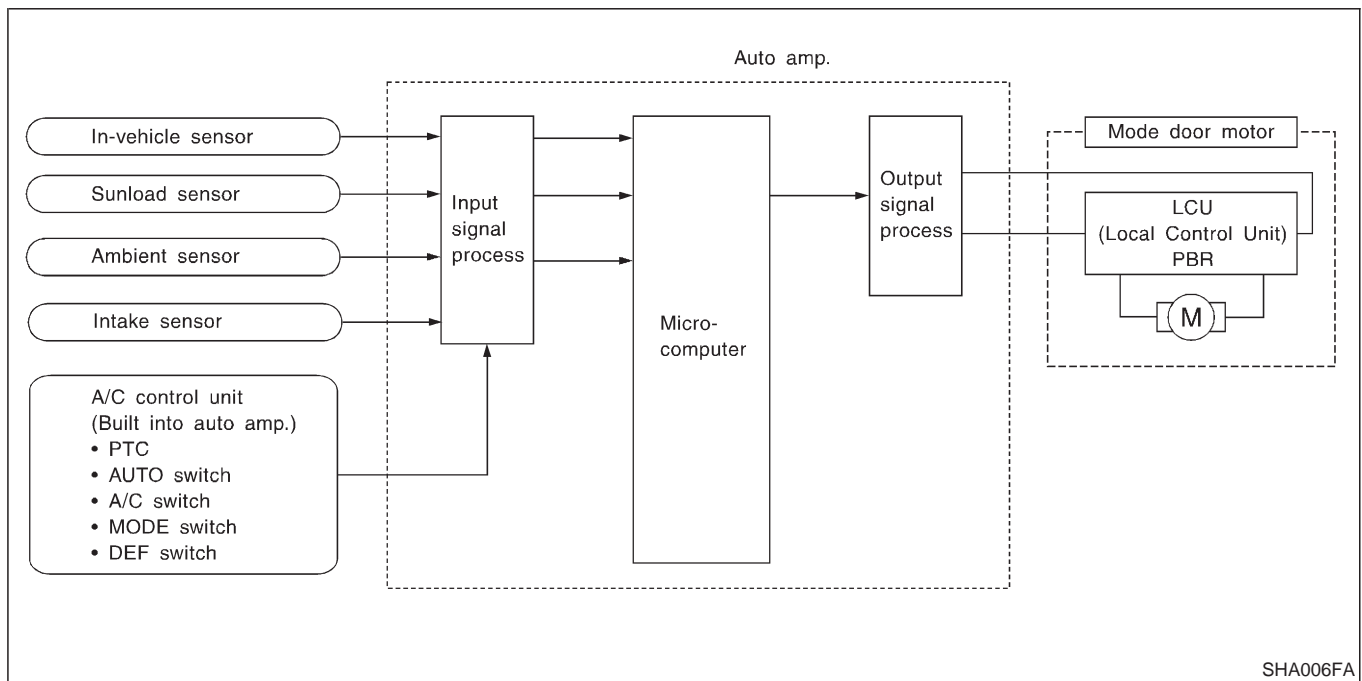 Auto amp.
In-vehicle sensor
Sunload sensor
Ambient sensor
Intake sensor
A/C control unit
(Built into auto amp.)
• PTC
• AUTO switch
• A/C switch
• MODE switch
• DEF switch
Input
signal
process
Micro-
computer
Output
signal
process
Mode door motor
LCU
(Local Control Unit)
PBR
M
SHA006FA